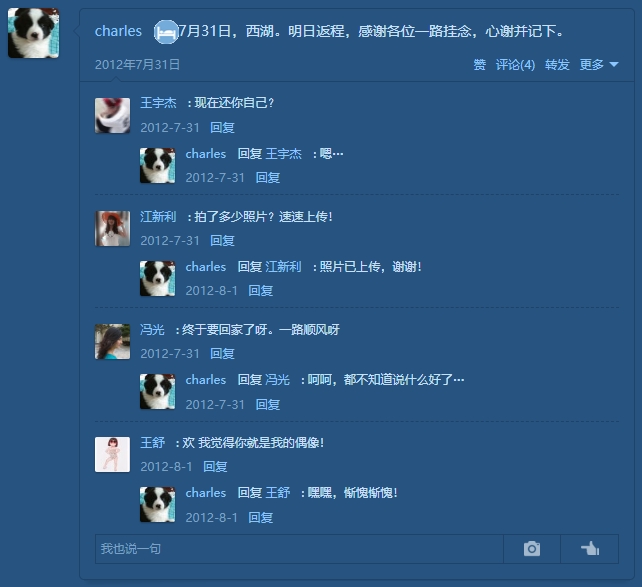 charles 7月31日，西湖。明日返程，感谢各位一路挂念，心谢并记下。
2012年7月31日 赞 评论(4) 转发 更多
王宇杰 : 现在还你自己?
2012-7-31 回复
charles 回复 王宇杰 : 嗯…
2012-7-31 回复
江新利 : 拍了多少照片? 速速上传!
2012-7-31 回复
charles 回复 江新利 : 照片已上传，谢谢!
2012-8-1 回复
冯光 : 终于要回家了呀。一路顺风呀
2012-7-31 回复
charles 回复 冯光 : 呵呵，都不知道说什么好了…
2012-7-31 回复
王舒 : 欢 我觉得你就是我的偶像!
2012-8-1 回复
charles 回复 王舒 : 嘿嘿，惭愧惭愧!
2012-8-1 回复
我也说一句